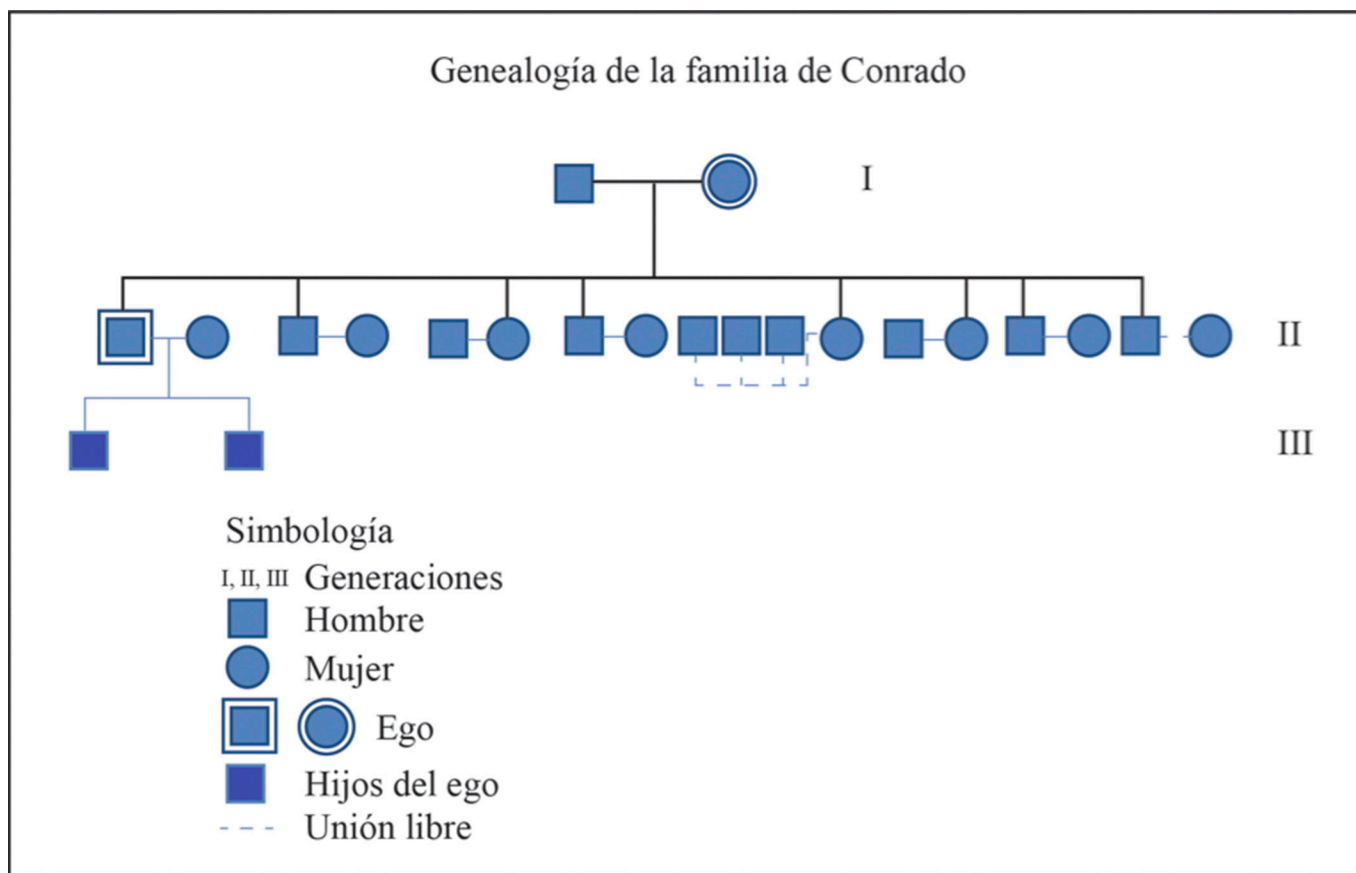 Genealogía de la familia de Conrado
I
II
III
Simbología
I, II, III Generaciones
Hombre
Mujer
Ego
Hijos del ego
Unión libre